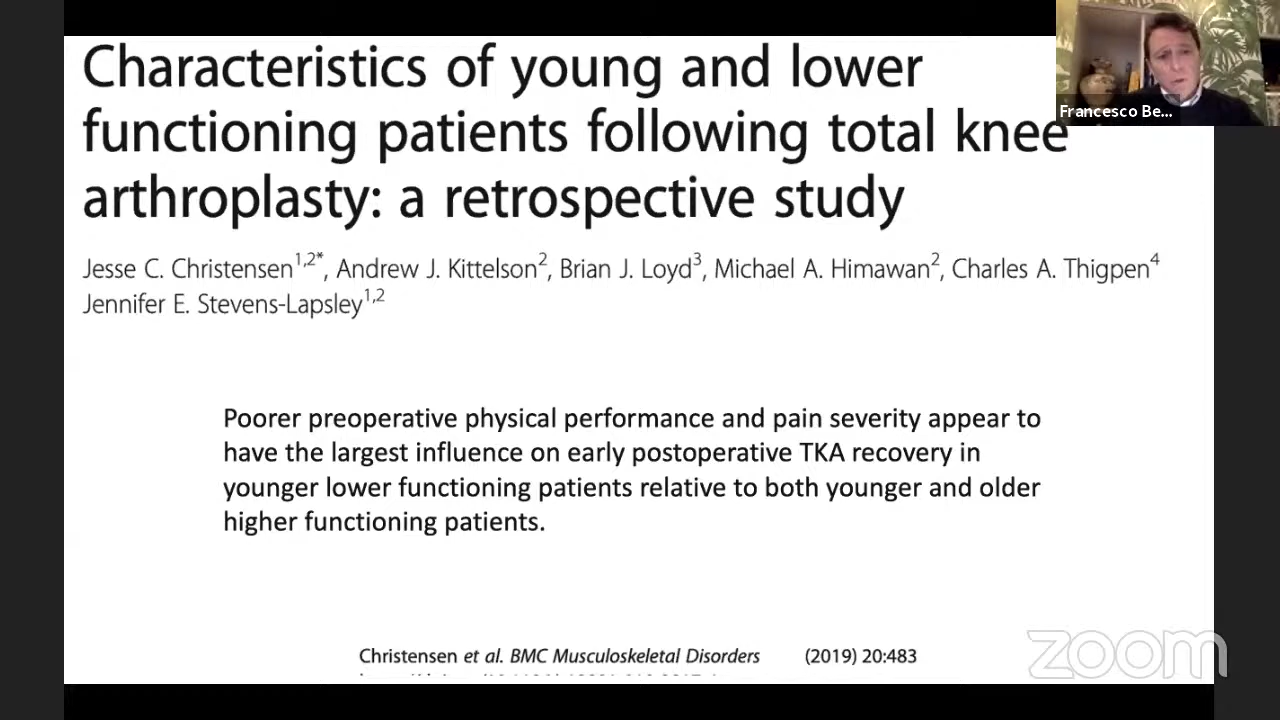 Characteristics of young and lower
functioning patients following total knee
arthroplasty: a retrospective study
Francesco Be...
Jesse C. Christensen1,2*, Andrew J. Kittelson2, Brian J. Loyd3, Michael A. Himawan2, Charles A. Thigpen4
Jennifer E. Stevens-Lapsley1,2
Poorer preoperative physical performance and pain severity appear to
have the largest influence on early postoperative TKA recovery in
younger lower functioning patients relative to both younger and older
higher functioning patients.
Christensen et al. BMC Musculoskeletal Disorders (2019) 20:483
zoom